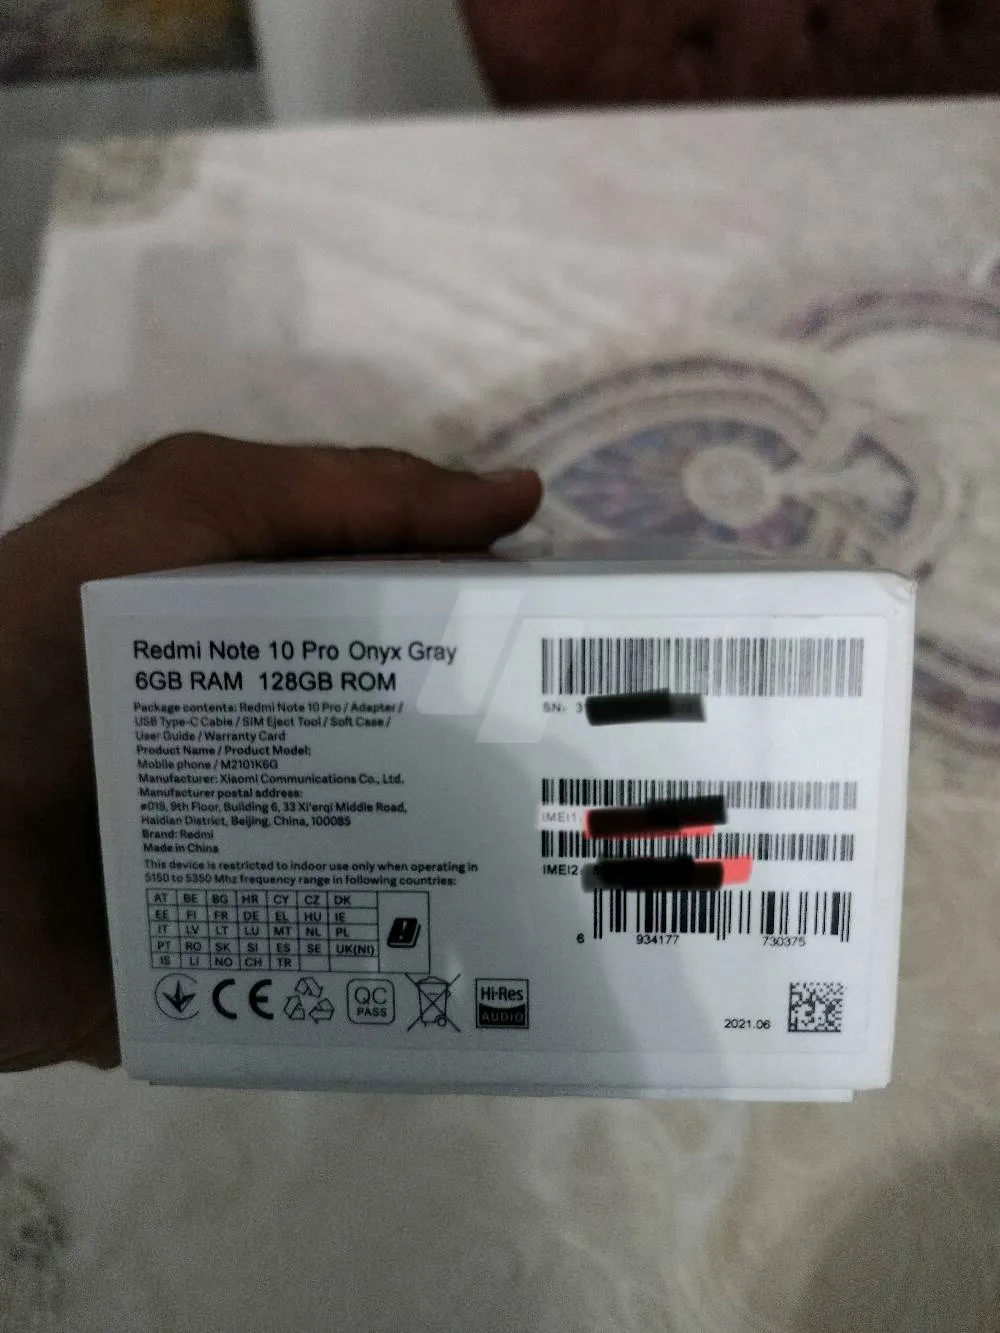 Redmi Note 10 Pro Onyx Gray
6GB RAM 128GB ROM
Package contents: Redmi Note 10 Pro / Adapter /
USB Type-C Cable / SIM Eject Tool / Soft Case /
User Guide / Warranty Card
Product Name / Product Model:
Mobile phone / M2101K6G
Manufacturer: Xiaomi Communications Co., Ltd.
Manufacturer postal address:
#019, 9th Floor, Building 6, 33 Xi'erqi Middle Road,
Haidian District, Beijing, China, 100085
Brand: Redmi
Made in China
This device is restricted to indoor use only when operating in
5150 to 5350 Mhz frequency range in following countries:
AT BE BG HR CY CZ DK
EE FI FR DE EL HU IE
IT LV LT LU MT NL PL
PT RO SK SI ES SE UK(NI)
IS LI NO CH TR
CE
QC
PASS
Hi-Res
AUDIO
SN:
IMEI1:
IMEI2:
6 934177 730375
2021.06